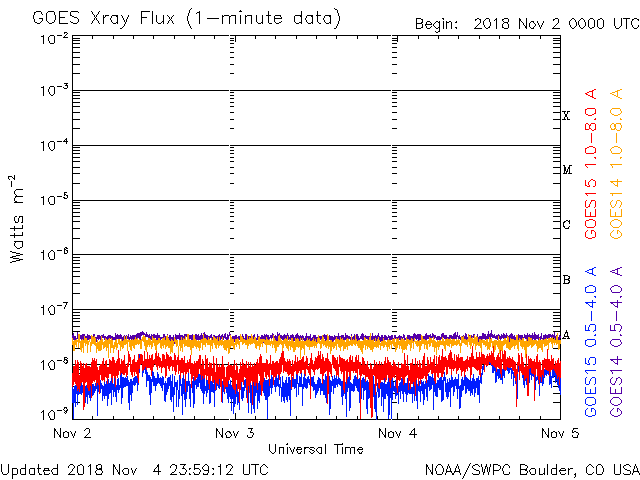 GOES Xray Flux (1-minute data)
Begin: 2018 Nov 2 0000 UTC
10⁻²
10⁻³
10⁻⁴
10⁻⁵
10⁻⁶
10⁻⁷
10⁻⁸
10⁻⁹
Watts m⁻²
X
M
C
B
A
GOES15 1.0-8.0 A
GOES14 1.0-8.0 A
GOES15 0.5-4.0 A
GOES14 0.5-4.0 A
Nov 2 Nov 3 Nov 4 Nov 5
Universal Time
Updated 2018 Nov 4 23:59:12 UTC
NOAA/SWPC Boulder, CO USA